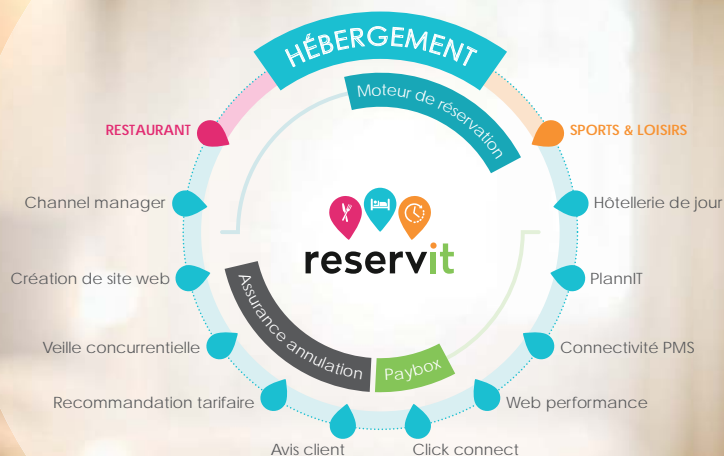 HÉBERGEMENT
Moteur de réservation
RESTAURANT
SPORTS & LOISIRS
Channel manager
Hôtellerie de jour
reservit
Création de site web
PlannIT
Assurance annulation
Paybox
Veille concurrentielle
Connectivité PMS
Recommandation tarifaire
Web performance
Avis client
Click connect